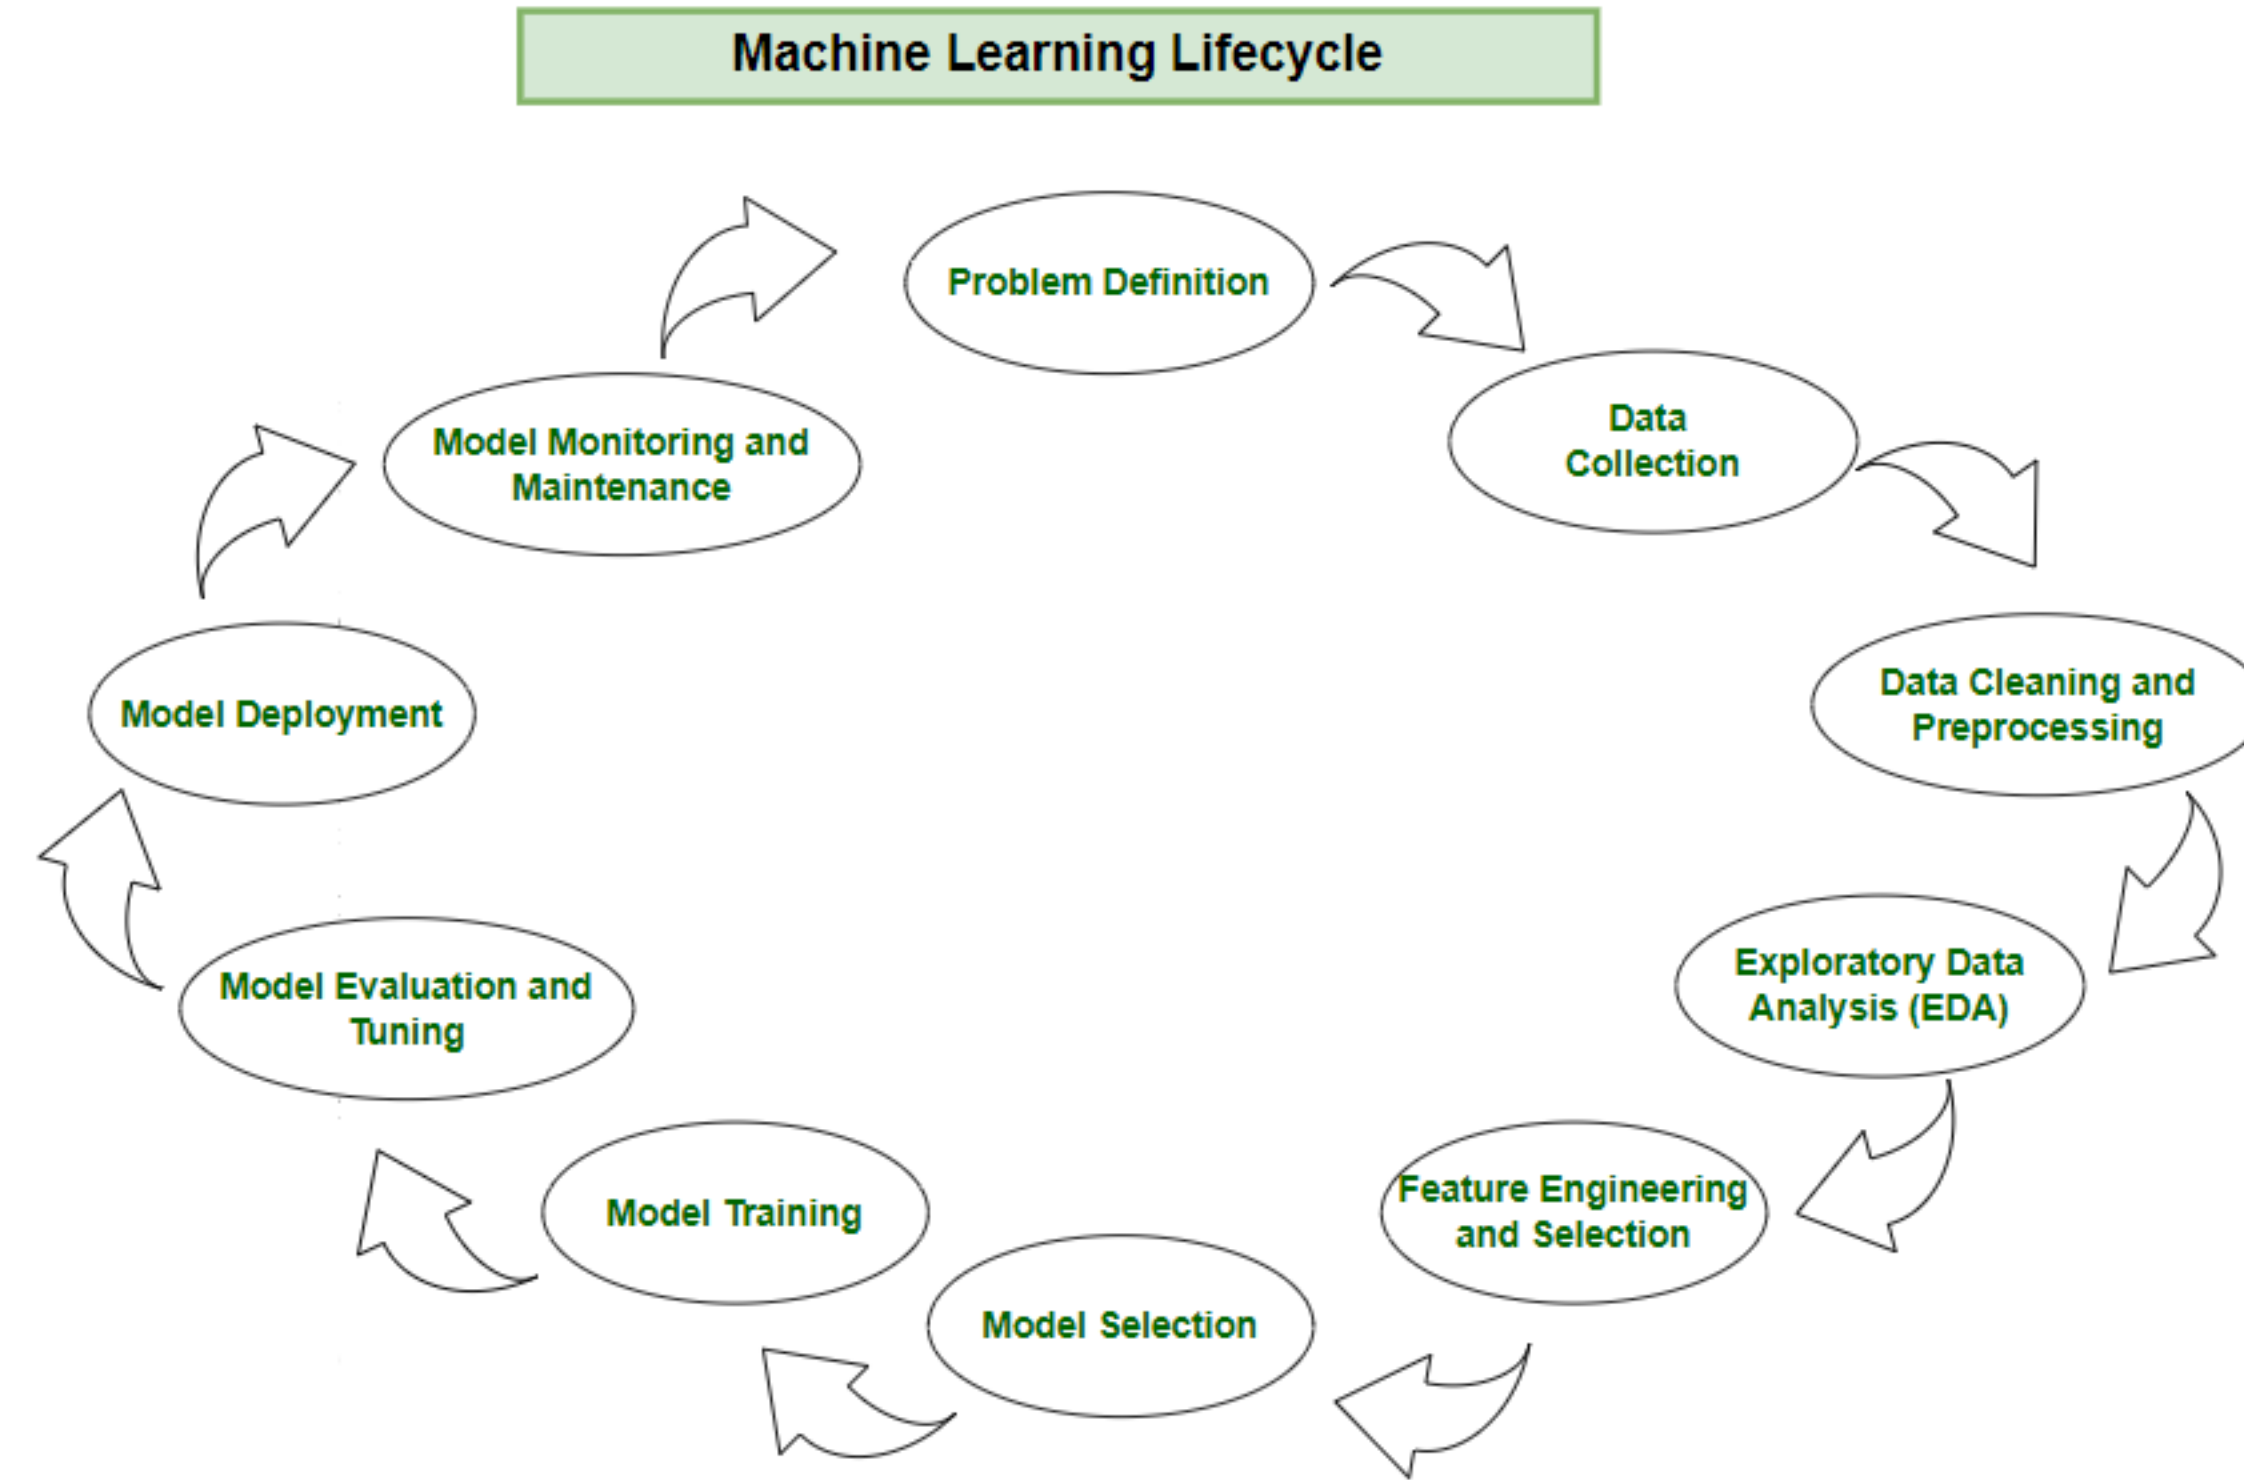 Machine Learning Lifecycle
Problem Definition
Data
Collection
Data Cleaning and
Preprocessing
Exploratory Data
Analysis (EDA)
Feature Engineering
and Selection
Model Selection
Model Training
Model Evaluation and
Tuning
Model Deployment
Model Monitoring and
Maintenance